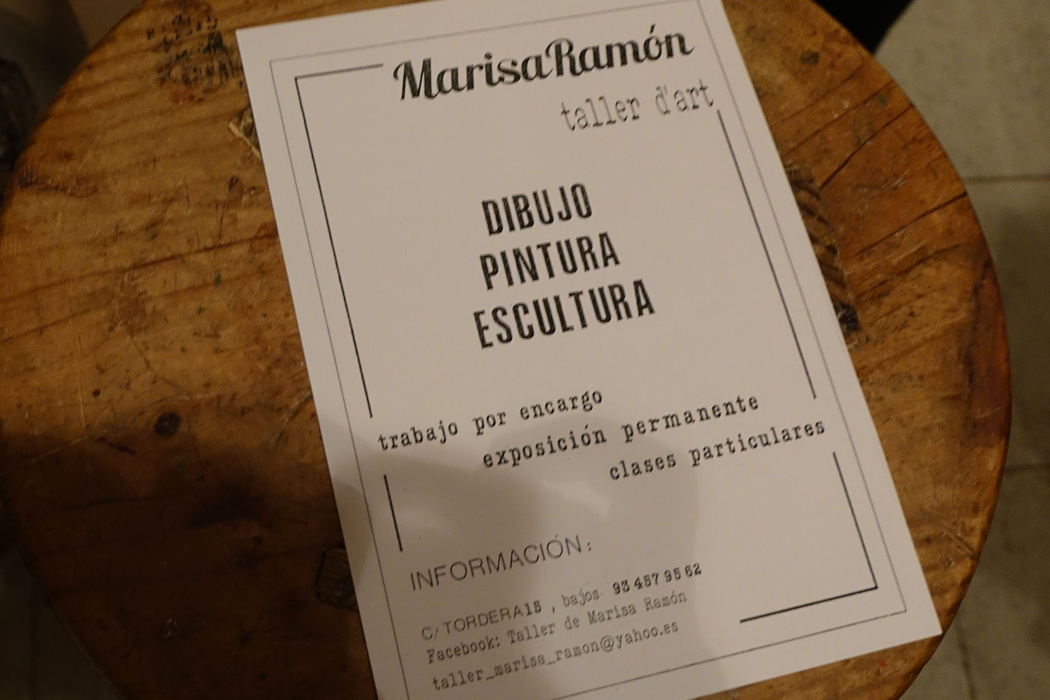 MarisaRamón
taller d'art
DIBUJO
PINTURA
ESCULTURA
trabajo por encargo
exposición permanente
clases particulares
INFORMACIÓN:
C/TORDERA15 , bajos 93 457 95 62
Facebook: Taller de Marisa Ramón
taller_marisa_ramon@yahoo.es